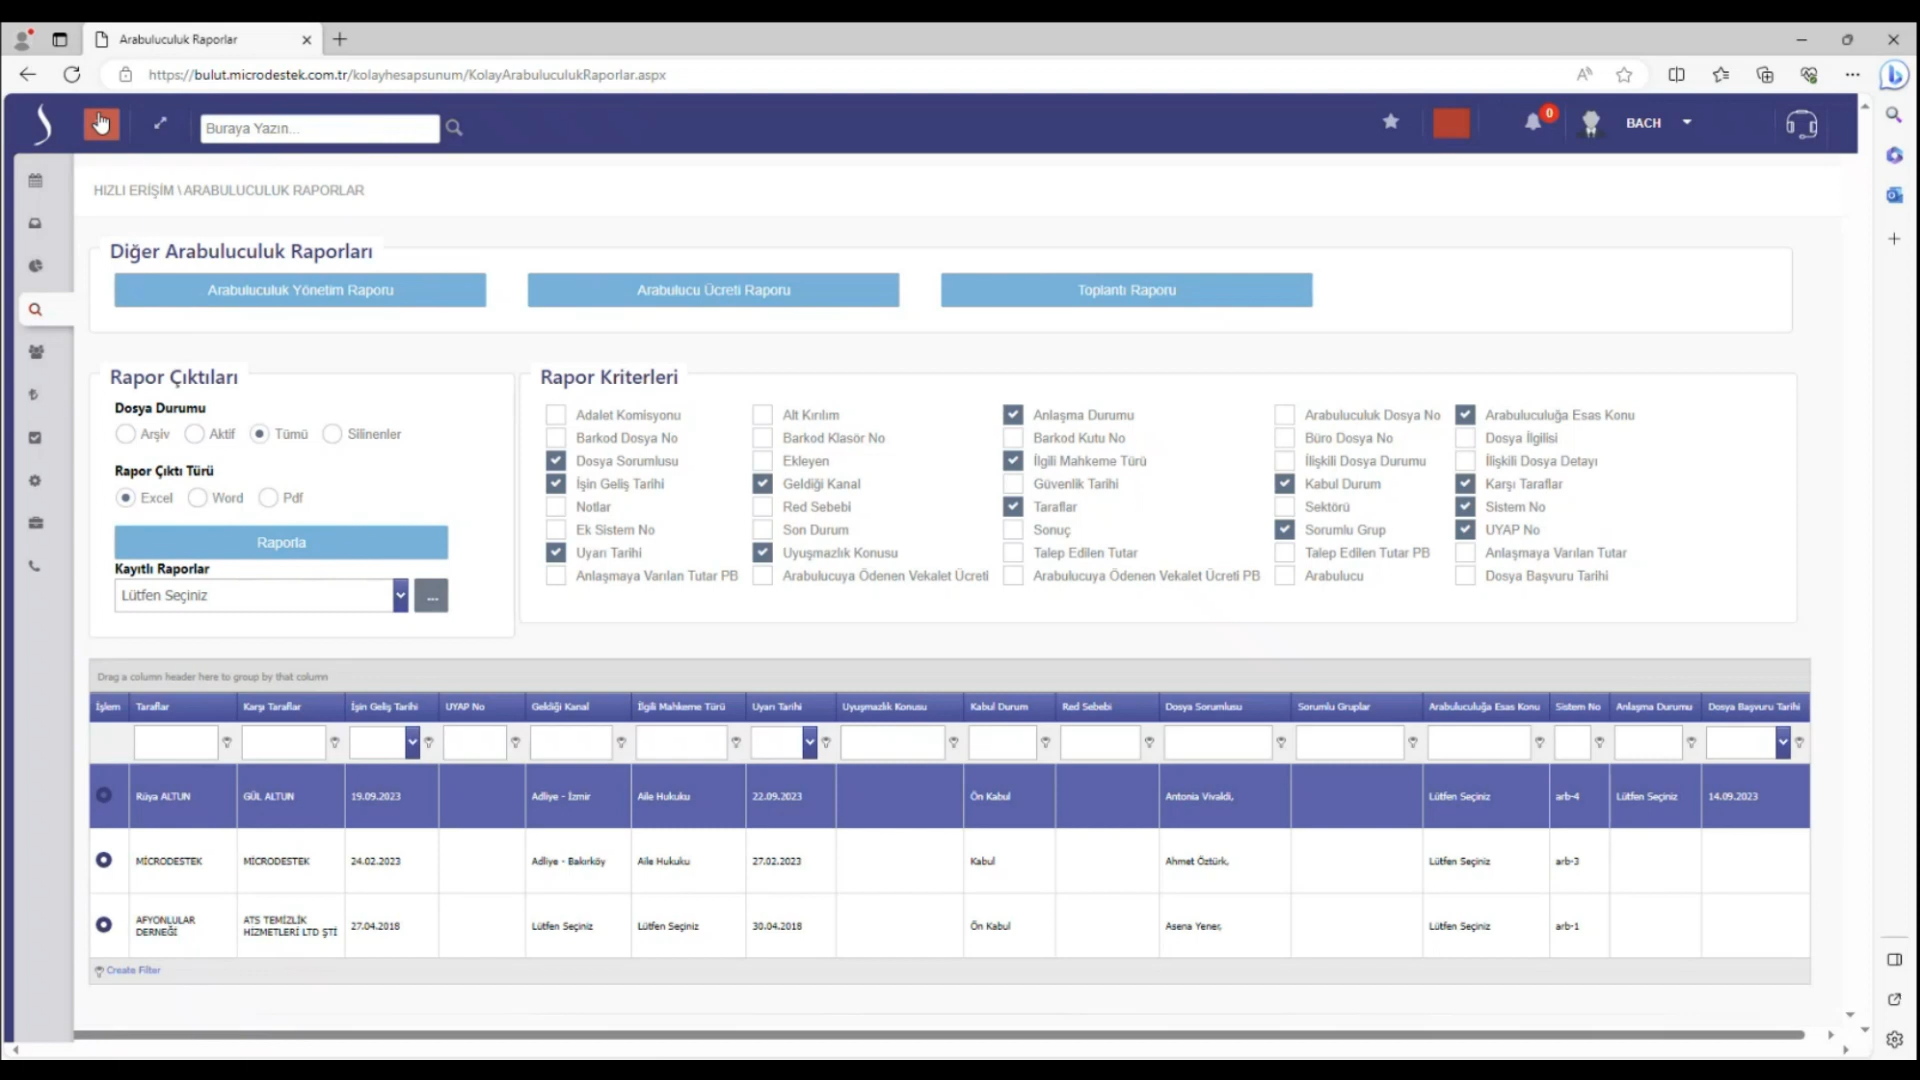 Arabuluculuk Raporlar
https://bulut.microdestek.com.tr/kolayhesapsunum/KolayArabuluculukRaporlar.aspx
Buraya Yazın...
0
BACH
HIZLI ERİŞİM \ ARABULUCULUK RAPORLAR
Diğer Arabuluculuk Raporları
Arabuluculuk Yönetim Raporu
Arabulucu Ücreti Raporu
Toplantı Raporu
Rapor Çıktıları
Dosya Durumu
Arşiv Aktif Tümü Silinenler
Rapor Çıktı Türü
Excel Word Pdf
Raporla
Kayıtlı Raporlar
Lütfen Seçiniz
...
Rapor Kriterleri
Adalet Komisyonu Alt Kırılım Anlaşma Durumu Arabuluculuk Dosya No Arabuluculuğa Esas Konu
Barkod Dosya No Barkod Klasör No Barkod Kutu No Büro Dosya No Dosya İlgilisi
Dosya Sorumlusu Ekleyen İlgili Mahkeme Türü İlişkili Dosya Durumu İlişkili Dosya Detayı
İşin Geliş Tarihi Geldiği Kanal Güvenlik Tarihi Kabul Durum Karşı Taraflar
Notlar Red Sebebi Taraflar Sektörü Sistem No
Ek Sistem No Son Durum Sonuç Sorumlu Grup UYAP No
Uyarı Tarihi Uyuşmazlık Konusu Talep Edilen Tutar Talep Edilen Tutar PB Anlaşmaya Varılan Tutar
Anlaşmaya Varılan Tutar PB Arabulucuya Ödenen Vekalet Ücreti Arabulucuya Ödenen Vekalet Ücreti PB Arabulucu Dosya Başvuru Tarihi
Drag a column header here to group by that column
İşlem Taraflar Karşı Taraflar İşin Geliş Tarihi UYAP No Geldiği Kanal İlgili Mahkeme Türü Uyarı Tarihi Uyuşmazlık Konusu Kabul Durum Red Sebebi Dosya Sorumlusu Sorumlu Gruplar Arabuluculuğa Esas Konu Sistem No Anlaşma Durumu Dosya Başvuru Tarihi
Rüya ALTUN GÜL ALTUN 19.09.2023 Adliye - İzmir Aile Hukuku 22.09.2023 Ön Kabul Antonia Vivaldi, Lütfen Seçiniz arb-4 Lütfen Seçiniz 14.09.2023
MİCRODESTEK MİCRODESTEK 24.02.2023 Adliye - Bakırköy Aile Hukuku 27.02.2023 Kabul Ahmet Öztürk, Lütfen Seçiniz arb-3
AFYONLULAR DERNEĞİ ATS TEMİZLİK HİZMETLERİ LTD ŞTİ 27.04.2018 Lütfen Seçiniz Lütfen Seçiniz 30.04.2018 Ön Kabul Asena Yener, Lütfen Seçiniz arb-1
Create Filter